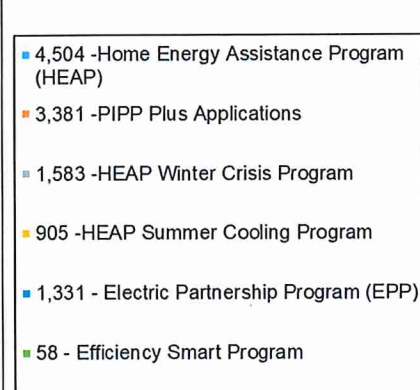 4,504 -Home Energy Assistance Program
(HEAP)
3,381 -PIPP Plus Applications
1,583 -HEAP Winter Crisis Program
905 -HEAP Summer Cooling Program
1,331 - Electric Partnership Program (EPP)
58 - Efficiency Smart Program